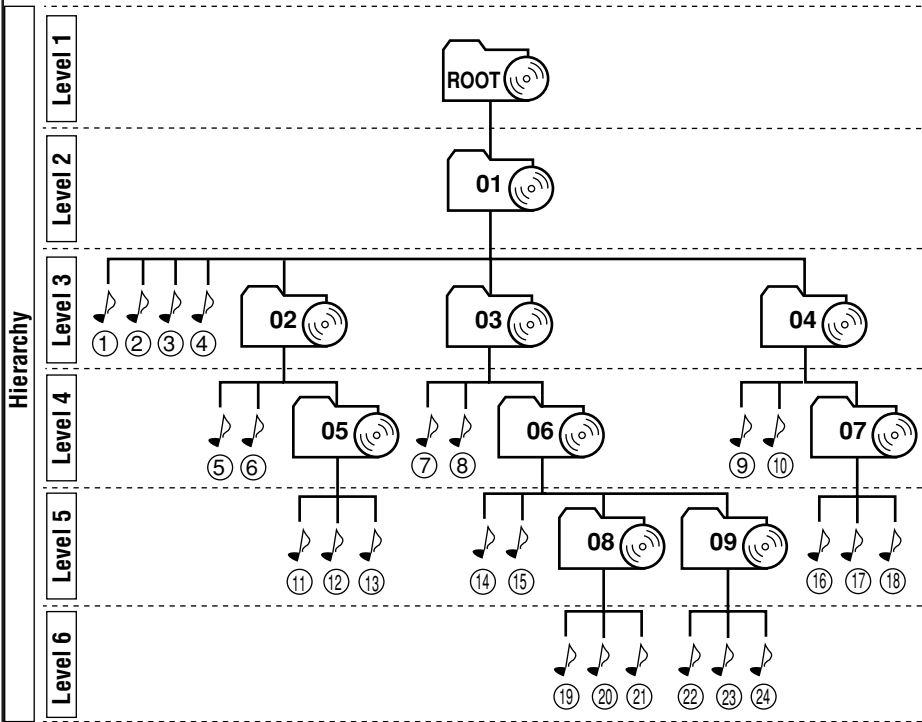 Hierarchy
Level 1
ROOT
Level 2
01
Level 3
① ② ③ ④ 02 03 04
Level 4
⑤ ⑥ 05 ⑦ ⑧ 06 ⑨ ⑩ 07
Level 5
⑪ ⑫ ⑬ ⑭ ⑮ 08 09 ⑯ ⑰ ⑱
Level 6
⑲ ⑳ ㉑ ㉒ ㉓ ㉔